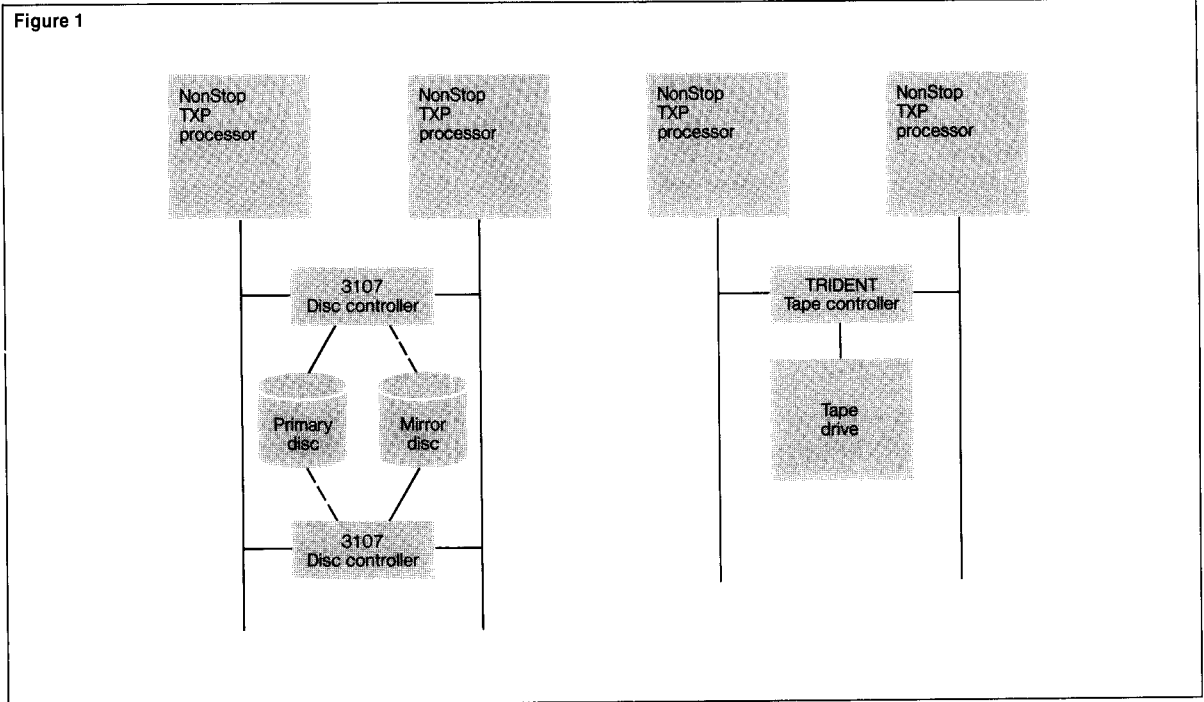 Figure 1
NonStop
TXP
processor
NonStop
TXP
processor
NonStop
TXP
processor
NonStop
TXP
processor
3107
Disc controller
TRIDENT
Tape controller
Primary
disc
Mirror
disc
Tape
drive
3107
Disc controller